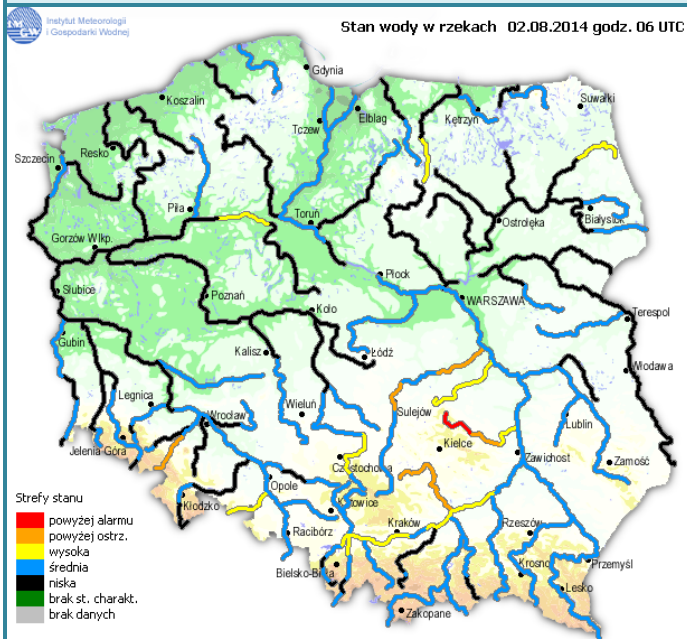 IMGW
Instytut Meteorologii
i Gospodarki Wodnej
Stan wody w rzekach 02.08.2014 godz. 06 UTC
Gdynia
Koszalin
Suwałki
Elbląg
Kętrzyn
Tczew
Resko
Szczecin
Piła
Toruń
Białystok
Ostrołęka
Gorzów Wlkp.
Płock
Słubice
Poznań
WARSZAWA
Koło
Terespol
Gubin
Kalisz
Łódź
Włodawa
Legnica
Wieluń
Sulejów
Wrocław
Lublin
Jelenia Góra
Kielce
Zawichost
Zamość
Częstochowa
Opole
Kłodzko
Katowice
Kraków
Rzeszów
Racibórz
Bielsko-Biała
Krosno
Przemyśl
Lesko
Zakopane
Strefy stanu
powyżej alarmu
powyżej ostrz.
wysoka
średnia
niska
brak st. charakt.
brak danych